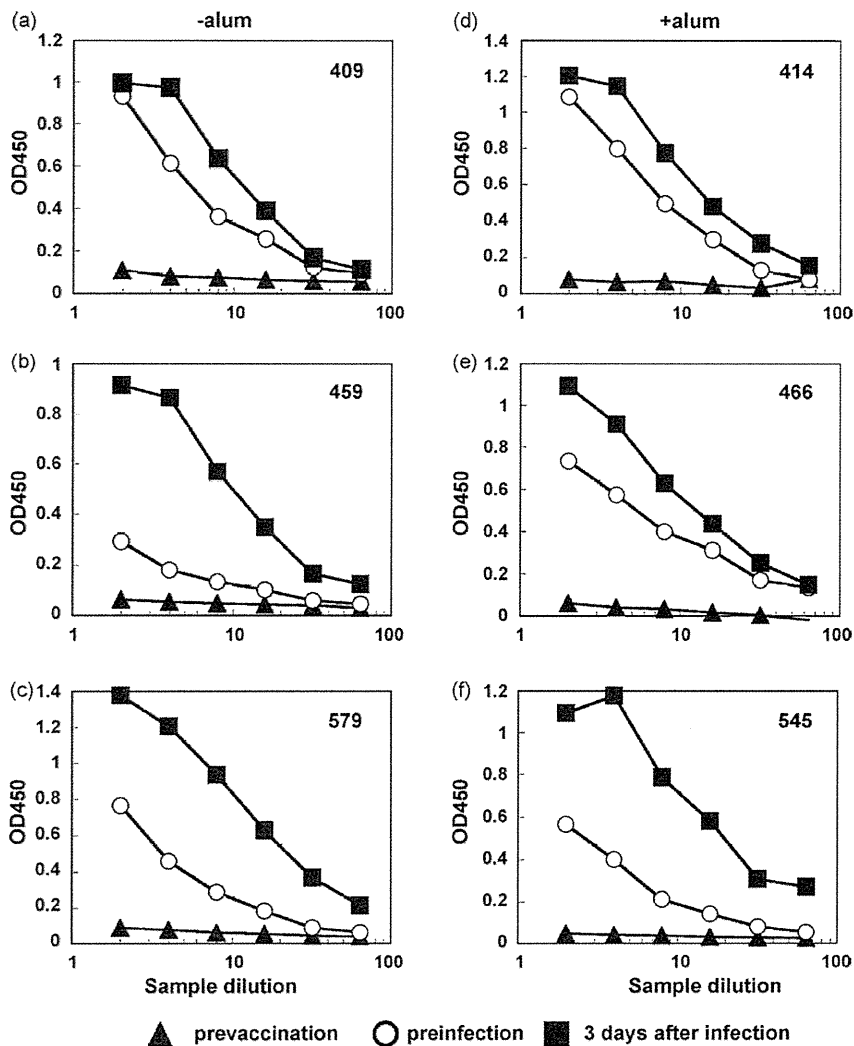 (a) -alum
409
1.2
1
0.8
0.6
0.4
0.2
0
OD450
1 10 100
(d) +alum
414
1.4
1.2
1
0.8
0.6
0.4
0.2
0
OD450
1 10 100
(b)
459
1
0.8
0.6
0.4
0.2
0
OD450
1 10 100
(e)
466
1.2
1
0.8
0.6
0.4
0.2
0
OD450
1 10 100
(c)
579
1.4
1.2
1
0.8
0.6
0.4
0.2
0
OD450
1 10 100
Sample dilution
(f)
545
1.2
1
0.8
0.6
0.4
0.2
0
OD450
1 10 100
Sample dilution
prevaccination preinfection 3 days after infection